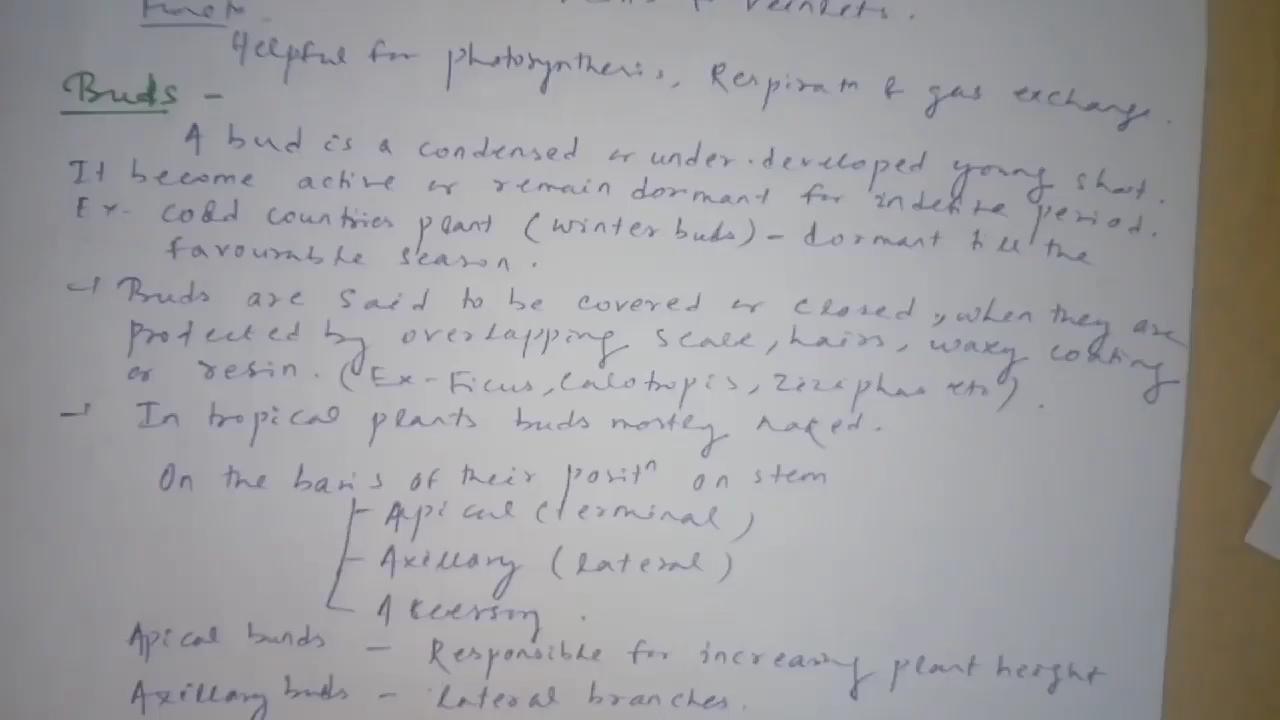 Helpful for photosynthesis, Respiratn & gas exchange.
Buds -
A bud is a condensed or under-developed young shoot.
It become active or remain dormant for indefine period.
Ex- cold countries plant (winter buds) - dormant till the
favourable season.
→ Buds are said to be covered or closed, when they are
protected by overlapping scale, hairs, waxy coating
or resin. (Ex- Ficus, Calotropis, Ziziphas etc).
→ In tropical plants buds mostly naked.
On the basis of their positⁿ on stem
Apical (terminal)
Axillary (lateral)
Acessory.
Apical bunds - Responsible for increasing plant height
Axillary buds - lateral branches.